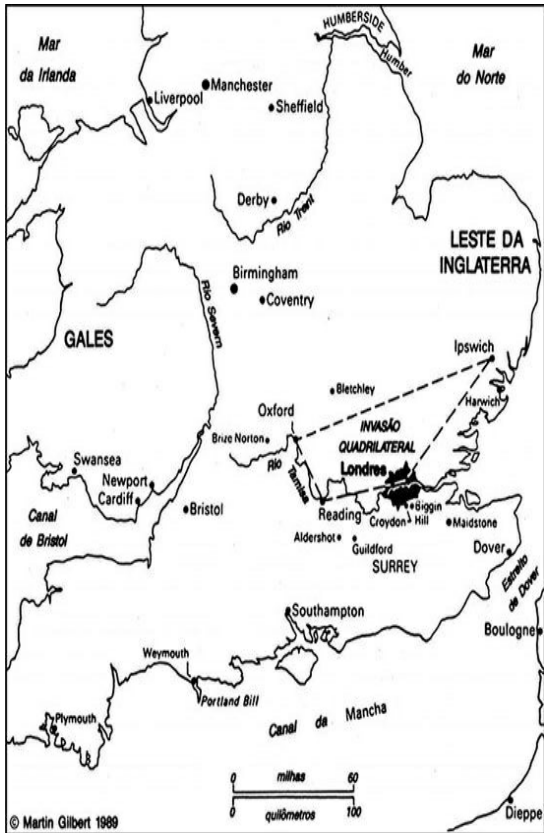 HUMBERSIDE
Mar
da Irlanda
Mar
do Norte
Humber
Manchester
Liverpool
Sheffield
Derby
Rio Trent
LESTE DA
INGLATERRA
Birmingham
Coventry
Rio Severn
GALES
Ipswich
Bletchley
Harwich
Oxford
INVASÃO
QUADRILATERAL
Brize Norton
Londres
Rio
Tamisa
Swansea
Newport
Cardiff
Bristol
Reading
Croydon
Biggin
Hill
Maidstone
Canal
de Bristol
Aldershot
Guildford
SURREY
Dover
Estreito
de Dover
Southampton
Boulogne
Weymouth
Portland Bill
Plymouth
Canal da Mancha
0 milhas 60
0 quilômetros 100
© Martin Gilbert 1989
Dieppe